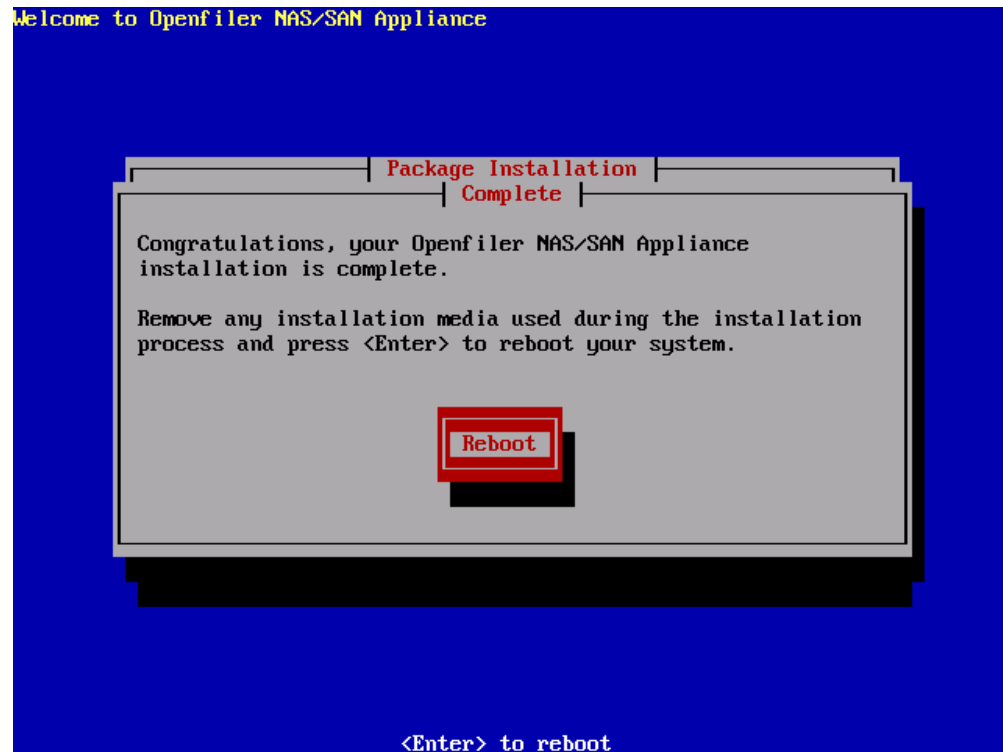 Welcome to Openfiler NAS/SAN Appliance
Package Installation
Complete
Congratulations, your Openfiler NAS/SAN Appliance
installation is complete.
Remove any installation media used during the installation
process and press <Enter> to reboot your system.
Reboot
<Enter> to reboot